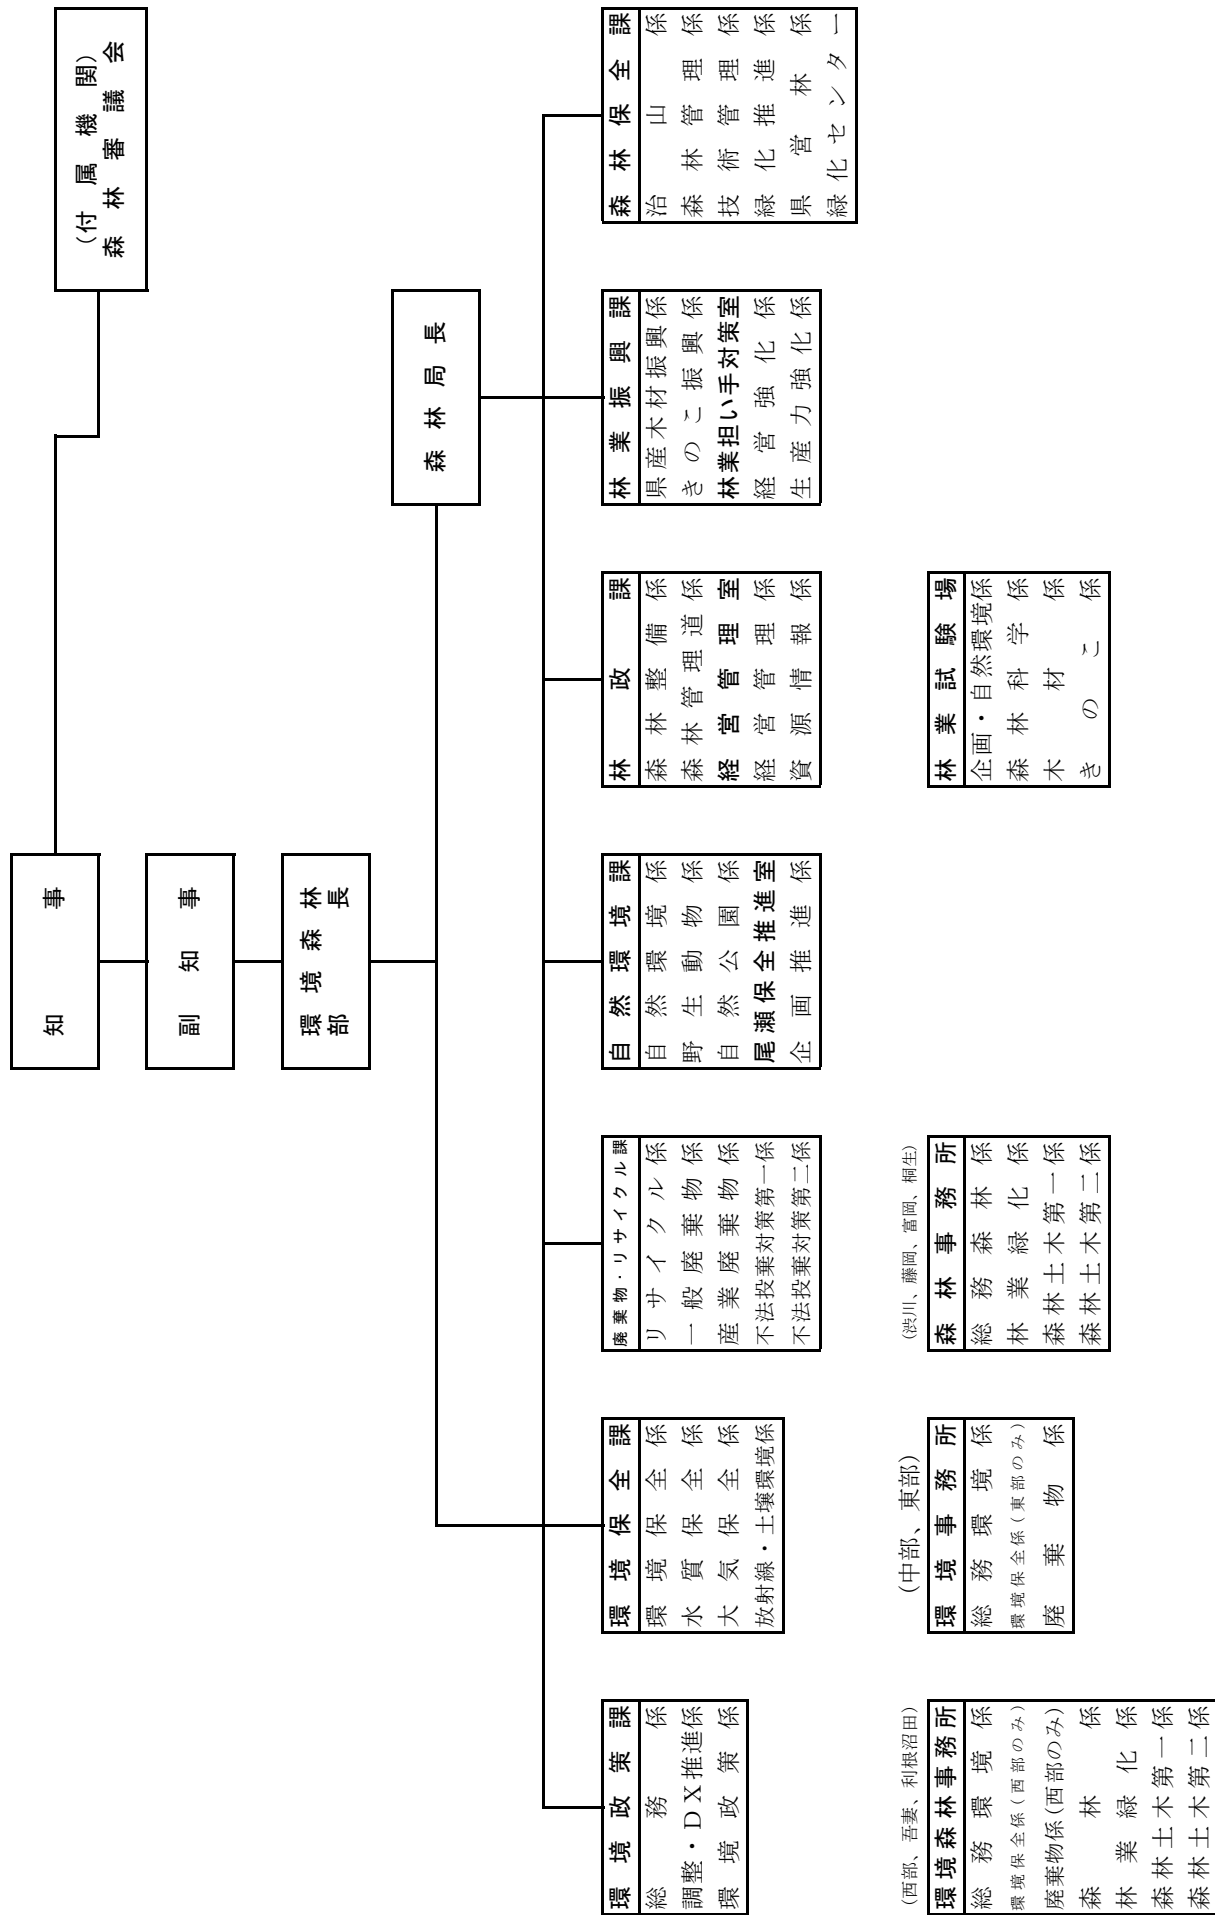 知事
副知事
環境森林
部長
(付属機関)
森林審議会
森林局長
環境政策課
総務係
調整・DX推進係
環境政策係
環境保全課
環境保全係
水質保全係
大気保全係
放射線・土壌環境係
廃棄物・リサイクル課
リサイクル係
一般廃棄物係
産業廃棄物係
不法投棄対策第一係
不法投棄対策第二係
自然環境課
自然環境係
野生動物係
自然公園係
尾瀬保全推進室
企画推進係
林政課
森林整備係
森林管理道係
経営管理室
経営管理係
資源情報係
林業振興課
県産木材振興係
きのこ振興係
林業担い手対策室
経営強化係
生産力強化係
森林保全課
治山係
森林管理係
技術管理係
緑化推進係
県営林係
緑化センター
(西部、吾妻、利根沼田)
環境森林事務所
総務環境係
環境保全係(西部のみ)
廃棄物係(西部のみ)
森林係
林業緑化係
森林土木第一係
森林土木第二係
(中部、東部)
環境事務所
総務環境係
環境保全係(東部のみ)
廃棄物係
(渋川、藤岡、富岡、桐生)
森林事務所
総務森林係
林業緑化係
森林土木第一係
森林土木第二係
林業試験場
企画・自然環境係
森林科学係
木材係
きのこ係